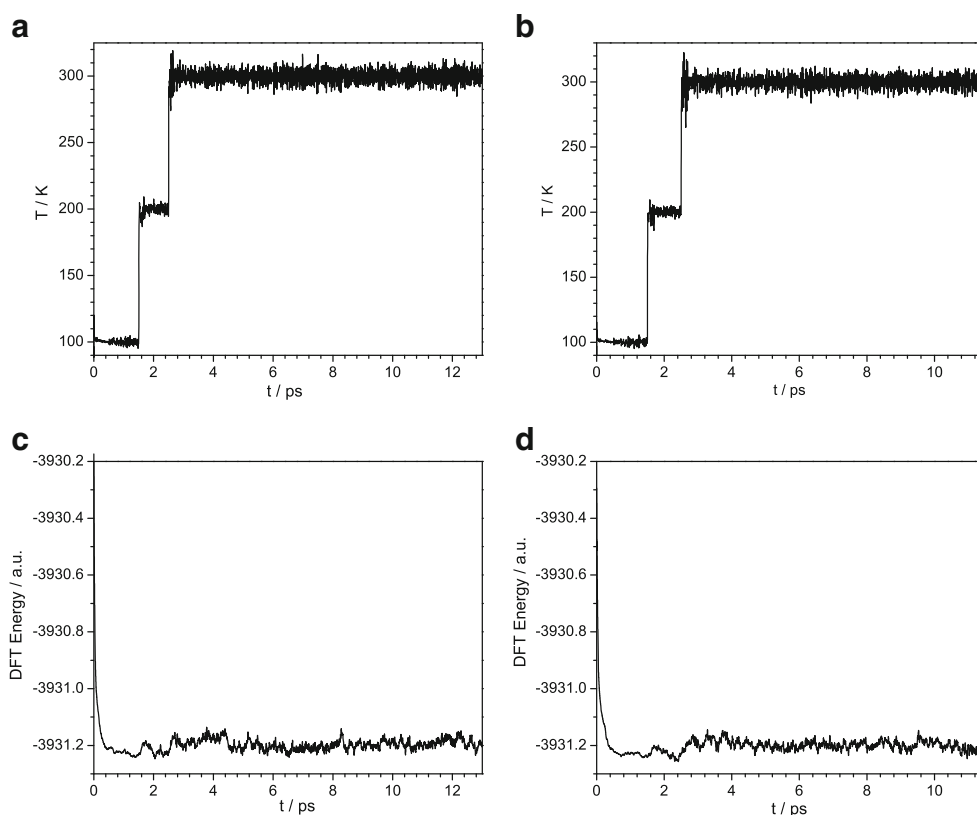 a
b
300
250
200
150
100
T / K
0 2 4 6 8 10 12
t / ps
300
250
200
150
100
T / K
0 2 4 6 8 10
t / ps
c
d
-3930.2
-3930.4
-3930.6
-3930.8
-3931.0
-3931.2
DFT Energy / a.u.
0 2 4 6 8 10 12
t / ps
-3930.2
-3930.4
-3930.6
-3930.8
-3931.0
-3931.2
DFT Energy / a.u.
0 2 4 6 8 10
t / ps